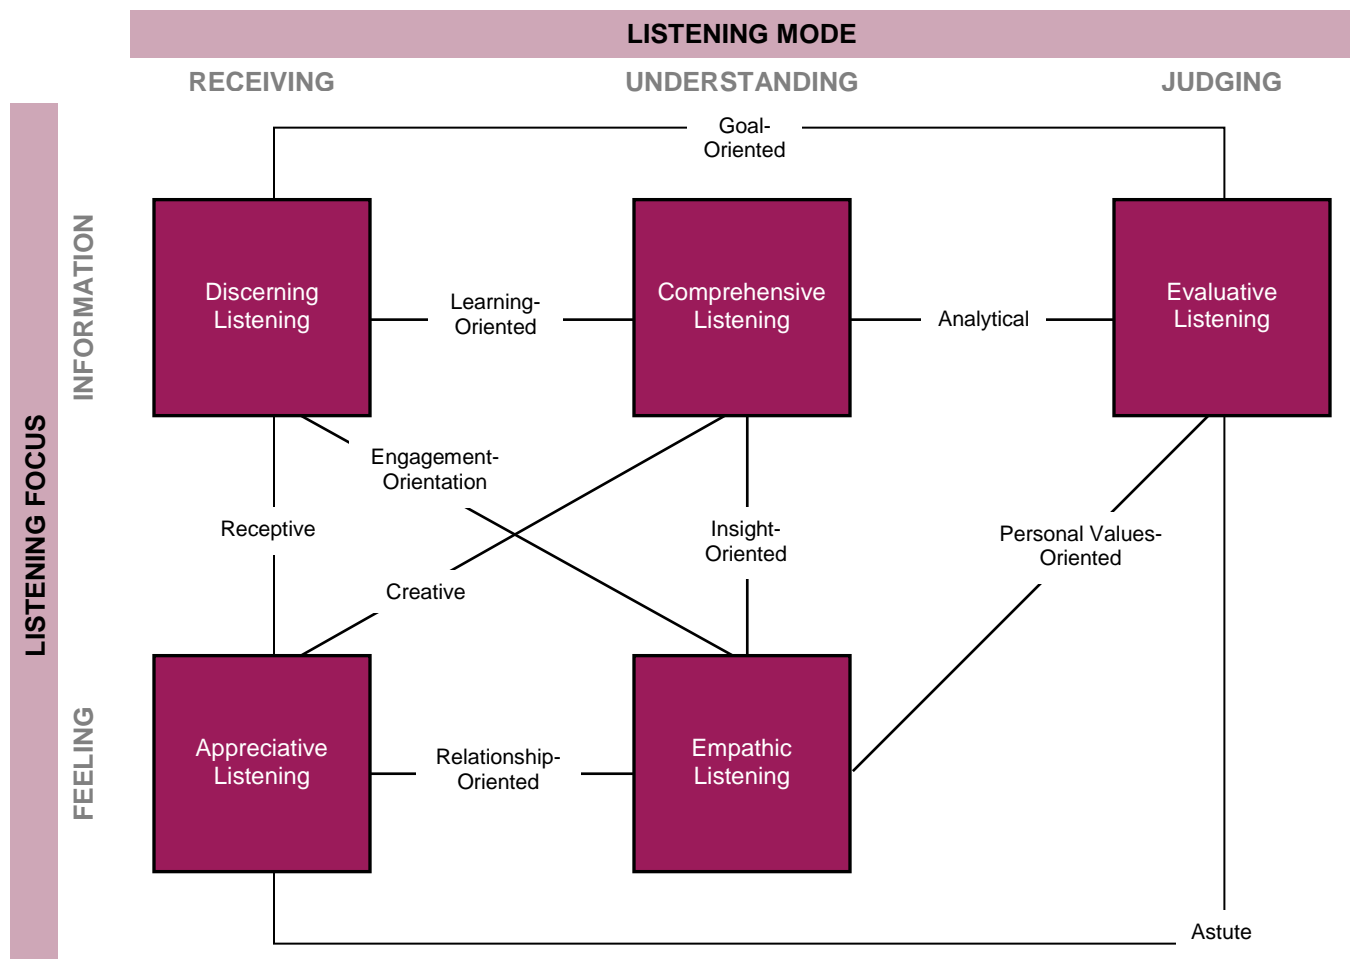 LISTENING MODE
RECEIVING
UNDERSTANDING
JUDGING
LISTENING FOCUS
INFORMATION
FEELING
Goal-
Oriented
Discerning
Listening
Learning-
Oriented
Comprehensive
Listening
Analytical
Evaluative
Listening
Engagement-
Orientation
Receptive
Insight-
Oriented
Personal Values-
Oriented
Creative
Appreciative
Listening
Relationship-
Oriented
Empathic
Listening
Astute